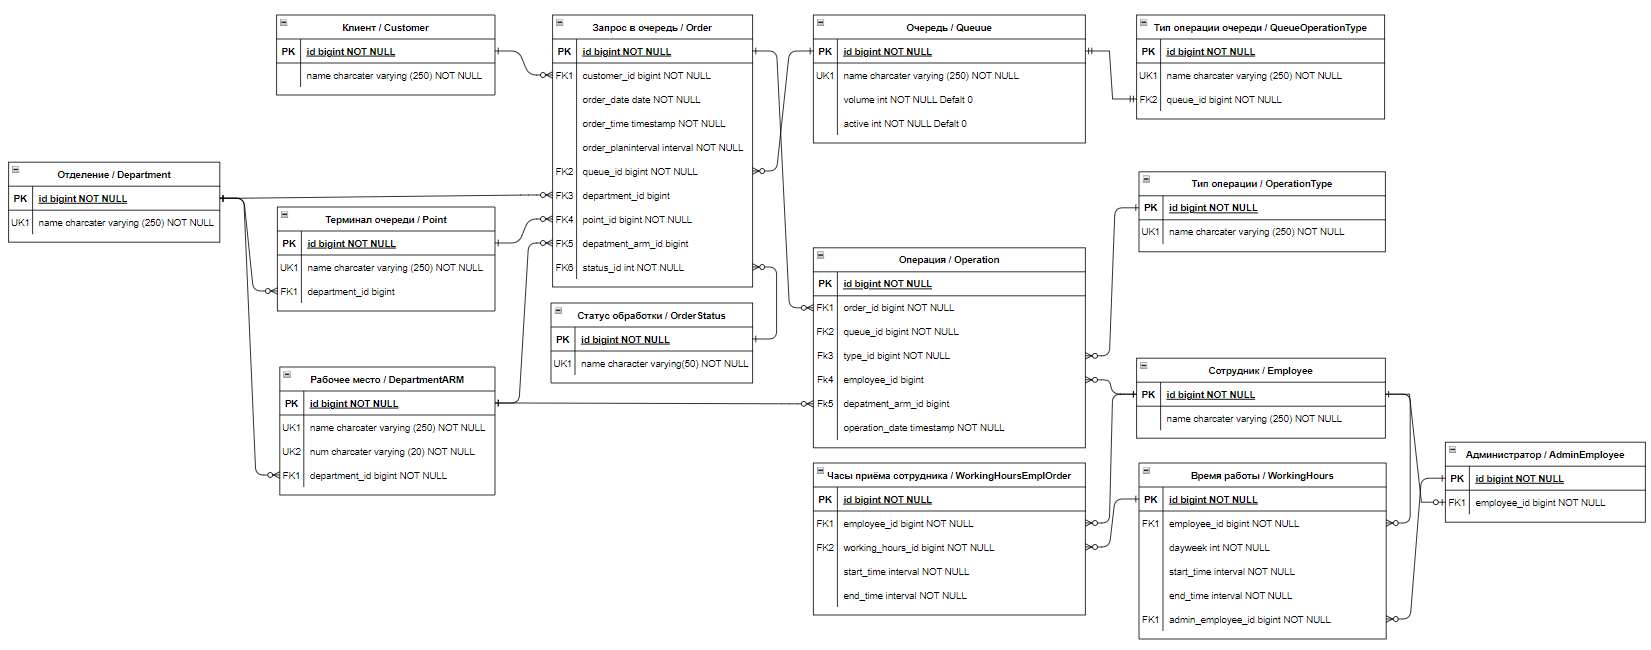 Клиент / Customer
PK id bigint NOT NULL
name charcater varying (250) NOT NULL
Запрос в очередь / Order
PK id bigint NOT NULL
FK1 customer_id bigint NOT NULL
order_date date NOT NULL
order_time timestamp NOT NULL
order_planinterval interval NOT NULL
FK2 queue_id bigint NOT NULL
FK3 department_id bigint
FK4 point_id bigint NOT NULL
FK5 depatment_arm_id bigint
FK6 status_id int NOT NULL
Очередь / Queuue
PK id bigint NOT NULL
UK1 name charcater varying (250) NOT NULL
volume int NOT NULL Defalt 0
active int NOT NULL Defalt 0
Тип операции очереди / QueueOperationType
PK id bigint NOT NULL
UK1 name charcater varying (250) NOT NULL
FK2 queue_id bigint NOT NULL
Отделение / Department
PK id bigint NOT NULL
UK1 name charcater varying (250) NOT NULL
Терминал очереди / Point
PK id bigint NOT NULL
UK1 name charcater varying (250) NOT NULL
FK1 department_id bigint
Тип операции / OperationType
PK id bigint NOT NULL
UK1 name charcater varying (250) NOT NULL
Операция / Operation
PK id bigint NOT NULL
FK1 order_id bigint NOT NULL
FK2 queue_id bigint NOT NULL
Fk3 type_id bigint NOT NULL
Fk4 employee_id bigint
Fk5 depatment_arm_id bigint
operation_date timestamp NOT NULL
Статус обработки / OrderStatus
PK id bigint NOT NULL
UK1 name character varying(50) NOT NULL
Рабочее место / DepartmentARM
PK id bigint NOT NULL
UK1 name charcater varying (250) NOT NULL
UK2 num charcater varying (20) NOT NULL
FK1 department_id bigint NOT NULL
Сотрудник / Employee
PK id bigint NOT NULL
name charcater varying (250) NOT NULL
Часы приёма сотрудника / WorkingHoursEmplOrder
PK id bigint NOT NULL
FK1 employee_id bigint NOT NULL
FK2 working_hours_id bigint NOT NULL
start_time interval NOT NULL
end_time interval NOT NULL
Время работы / WorkingHours
PK id bigint NOT NULL
FK1 employee_id bigint NOT NULL
dayweek int NOT NULL
start_time interval NOT NULL
end_time interval NOT NULL
FK1 admin_employee_id bigint NOT NULL
Администратор / AdminEmployee
PK id bigint NOT NULL
FK1 employee_id bigint NOT NULL